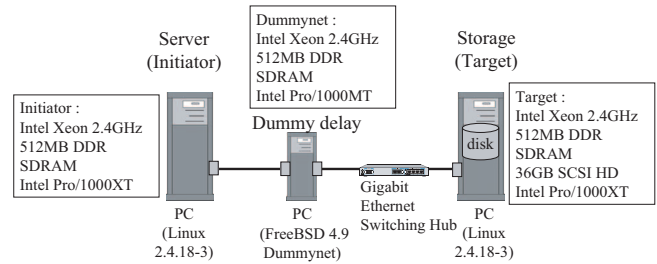 Dummynet :
Intel Xeon 2.4GHz
512MB DDR
SDRAM
Intel Pro/1000MT
Server
(Initiator)
Storage
(Target)
Initiator :
Intel Xeon 2.4GHz
512MB DDR
SDRAM
Intel Pro/1000XT
Target :
Intel Xeon 2.4GHz
512MB DDR
SDRAM
36GB SCSI HD
Intel Pro/1000XT
Dummy delay
disk
Gigabit
Ethernet
Switching Hub
PC
(Linux
2.4.18-3)
PC
(FreeBSD 4.9
Dummynet)
PC
(Linux
2.4.18-3)